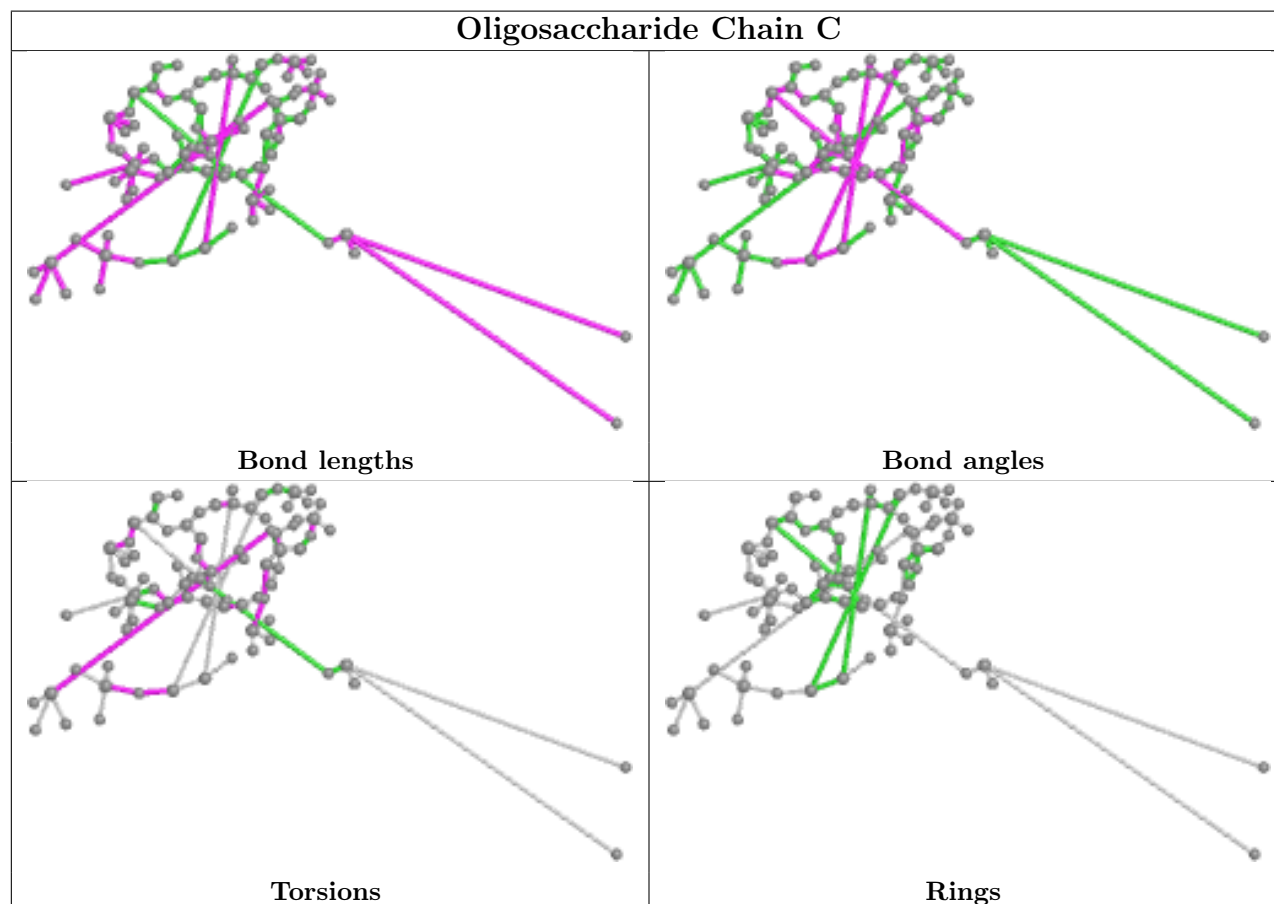 Oligosaccharide Chain C
Bond lengths
Bond angles
Torsions
Rings